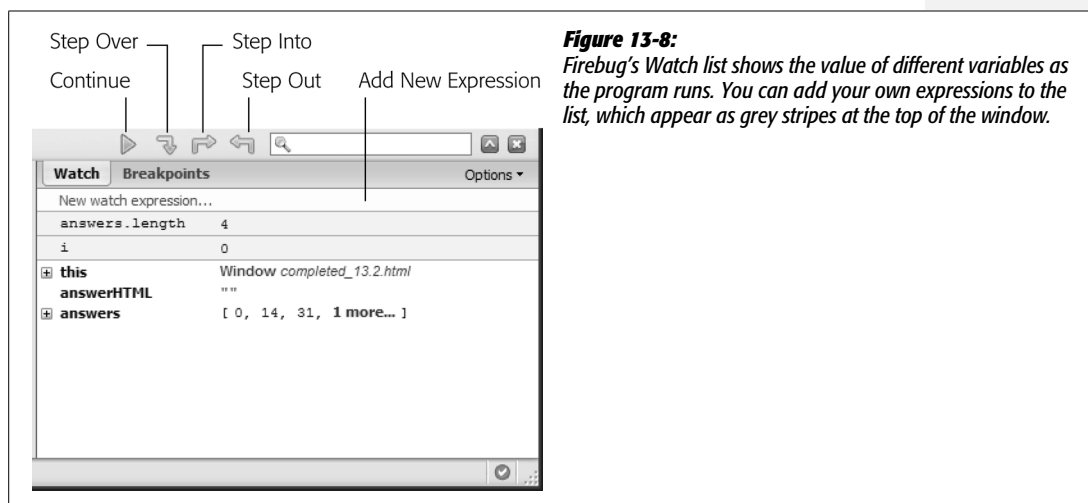 Step Over
Step Into
Continue
Step Out
Add New Expression
Watch
Breakpoints
Options
New watch expression...
answers.length 4
i 0
this Window completed_13.2.html
answerHTML ""
answers [ 0, 14, 31, 1 more... ]
Figure 13-8:
Firebug's Watch list shows the value of different variables as
the program runs. You can add your own expressions to the
list, which appear as grey stripes at the top of the window.